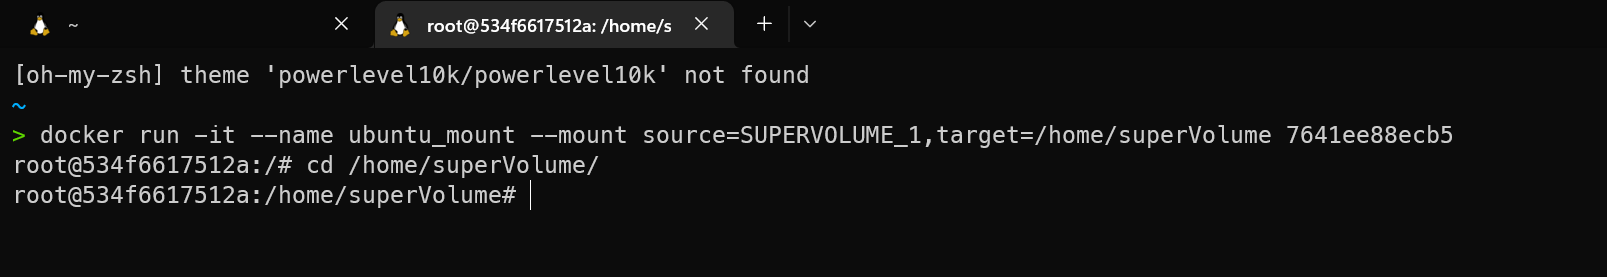 ~
root@534f6617512a: /home/s
[oh-my-zsh] theme 'powerlevel10k/powerlevel10k' not found
~
> docker run -it --name ubuntu_mount --mount source=SUPERVOLUME_1,target=/home/superVolume 7641ee88ecb5
root@534f6617512a:/# cd /home/superVolume/
root@534f6617512a:/home/superVolume#